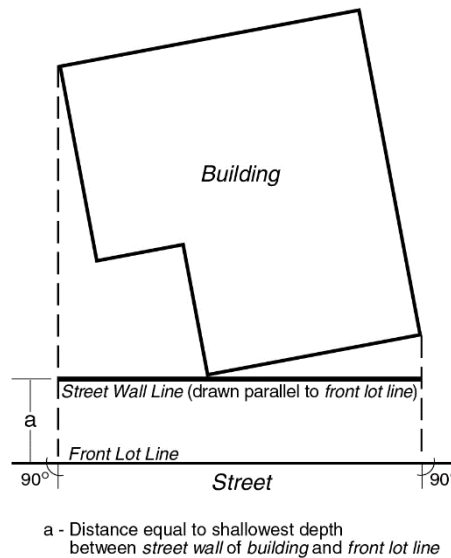 Building
Street Wall Line (drawn parallel to front lot line)
a
Front Lot Line
90° 90°
Street
a - Distance equal to shallowest depth
between street wall of building and front lot line